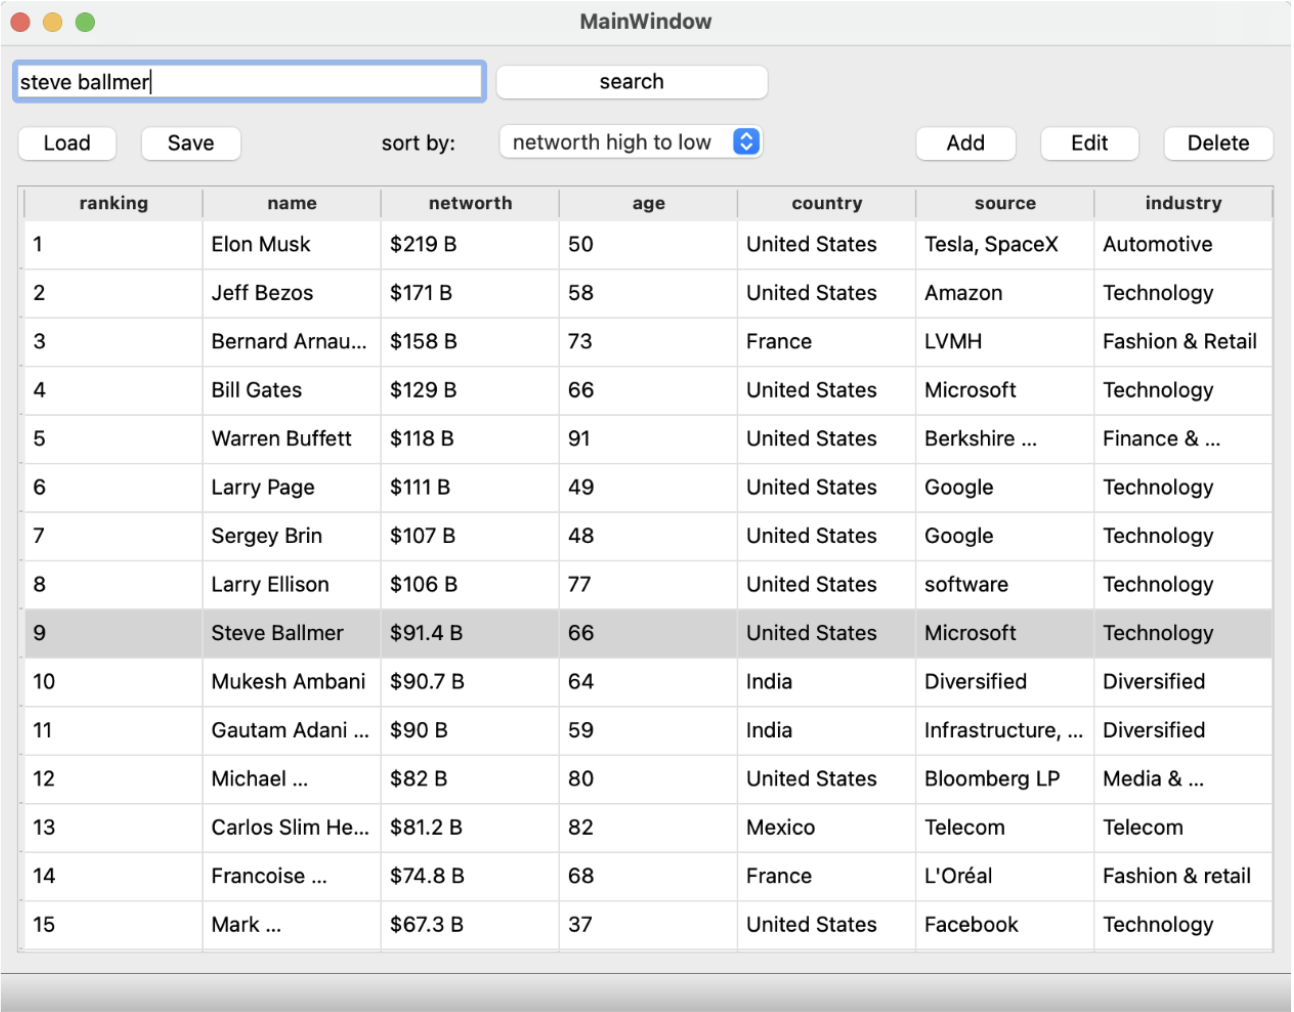 MainWindow
steve ballmer search
Load Save sort by: networth high to low Add Edit Delete
ranking name networth age country source industry
1 Elon Musk $219 B 50 United States Tesla, SpaceX Automotive
2 Jeff Bezos $171 B 58 United States Amazon Technology
3 Bernard Arnau... $158 B 73 France LVMH Fashion & Retail
4 Bill Gates $129 B 66 United States Microsoft Technology
5 Warren Buffett $118 B 91 United States Berkshire ... Finance & ...
6 Larry Page $111 B 49 United States Google Technology
7 Sergey Brin $107 B 48 United States Google Technology
8 Larry Ellison $106 B 77 United States software Technology
9 Steve Ballmer $91.4 B 66 United States Microsoft Technology
10 Mukesh Ambani $90.7 B 64 India Diversified Diversified
11 Gautam Adani ... $90 B 59 India Infrastructure, ... Diversified
12 Michael ... $82 B 80 United States Bloomberg LP Media & ...
13 Carlos Slim He... $81.2 B 82 Mexico Telecom Telecom
14 Francoise ... $74.8 B 68 France L'Oréal Fashion & retail
15 Mark ... $67.3 B 37 United States Facebook Technology